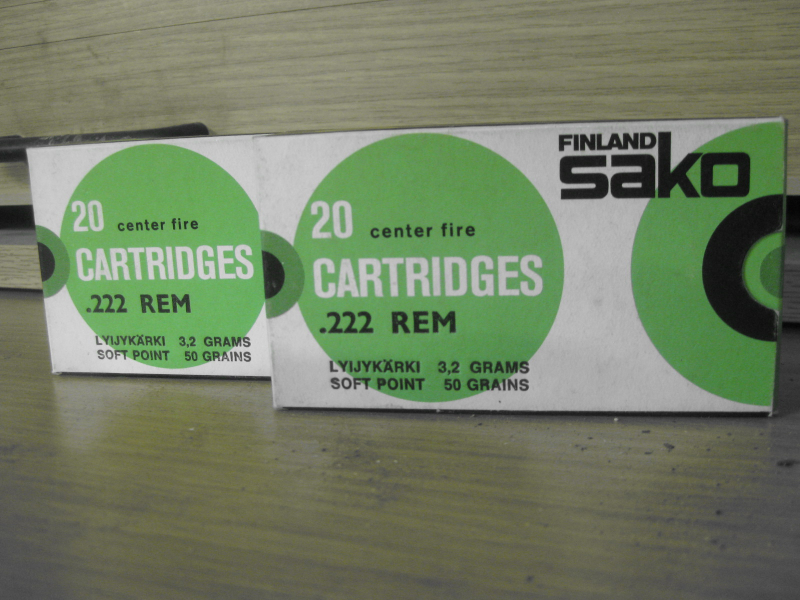 20 center fire
CARTRIDGES
.222 REM
LYIJYKÄRKI 3,2 GRAMS
SOFT POINT 50 GRAINS
FINLAND
sako
20 center fire
CARTRIDGES
.222 REM
LYIJYKÄRKI 3,2 GRAMS
SOFT POINT 50 GRAINS